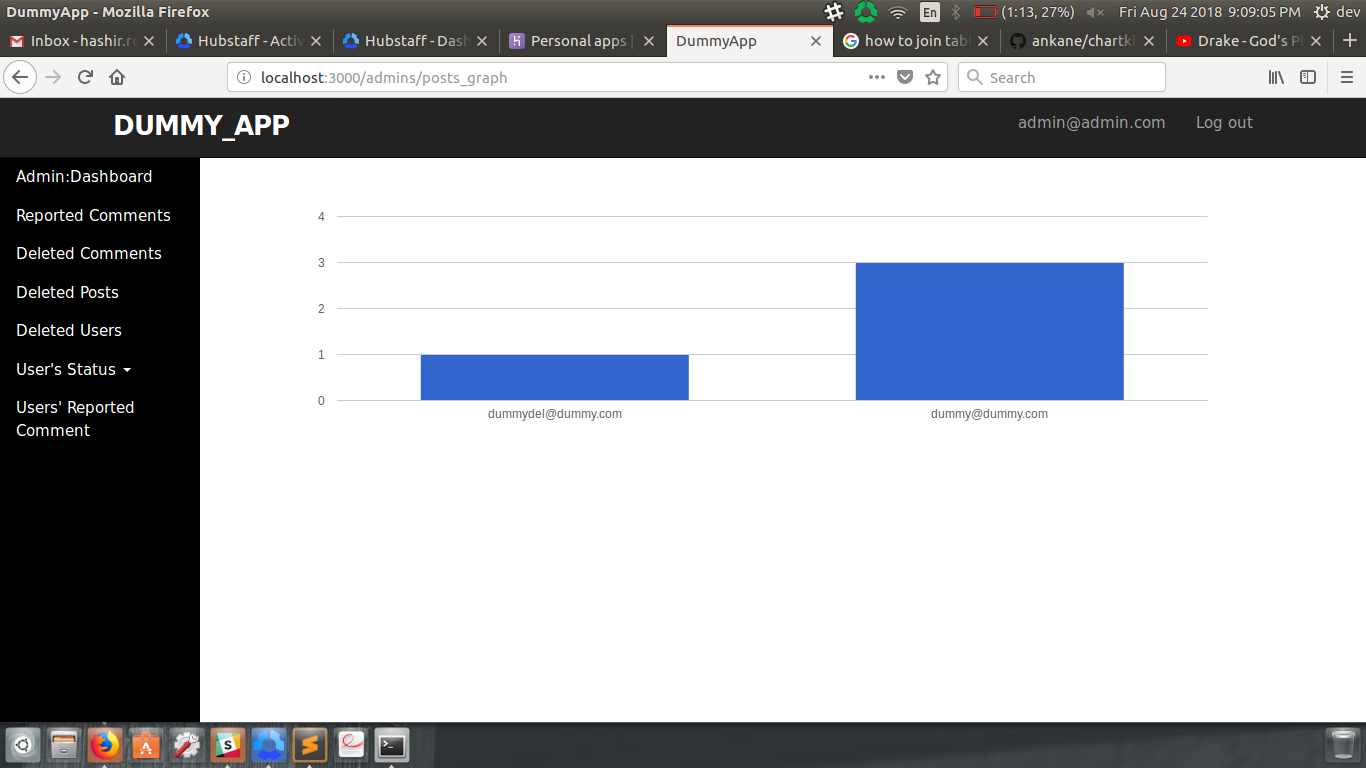 DummyApp - Mozilla Firefox
En
(1:13, 27%)
Fri Aug 24 2018 9:09:05 PM
dev
Inbox - hashir.re
Hubstaff - Activ
Hubstaff - Dash
Personal apps |
DummyApp
how to join tabl
ankane/chartki
Drake - God's Pl
localhost:3000/admins/posts_graph
Search
DUMMY_APP
admin@admin.com
Log out
Admin:Dashboard
Reported Comments
Deleted Comments
Deleted Posts
Deleted Users
User's Status
Users' Reported
Comment
4
3
2
1
0
dummydel@dummy.com
dummy@dummy.com